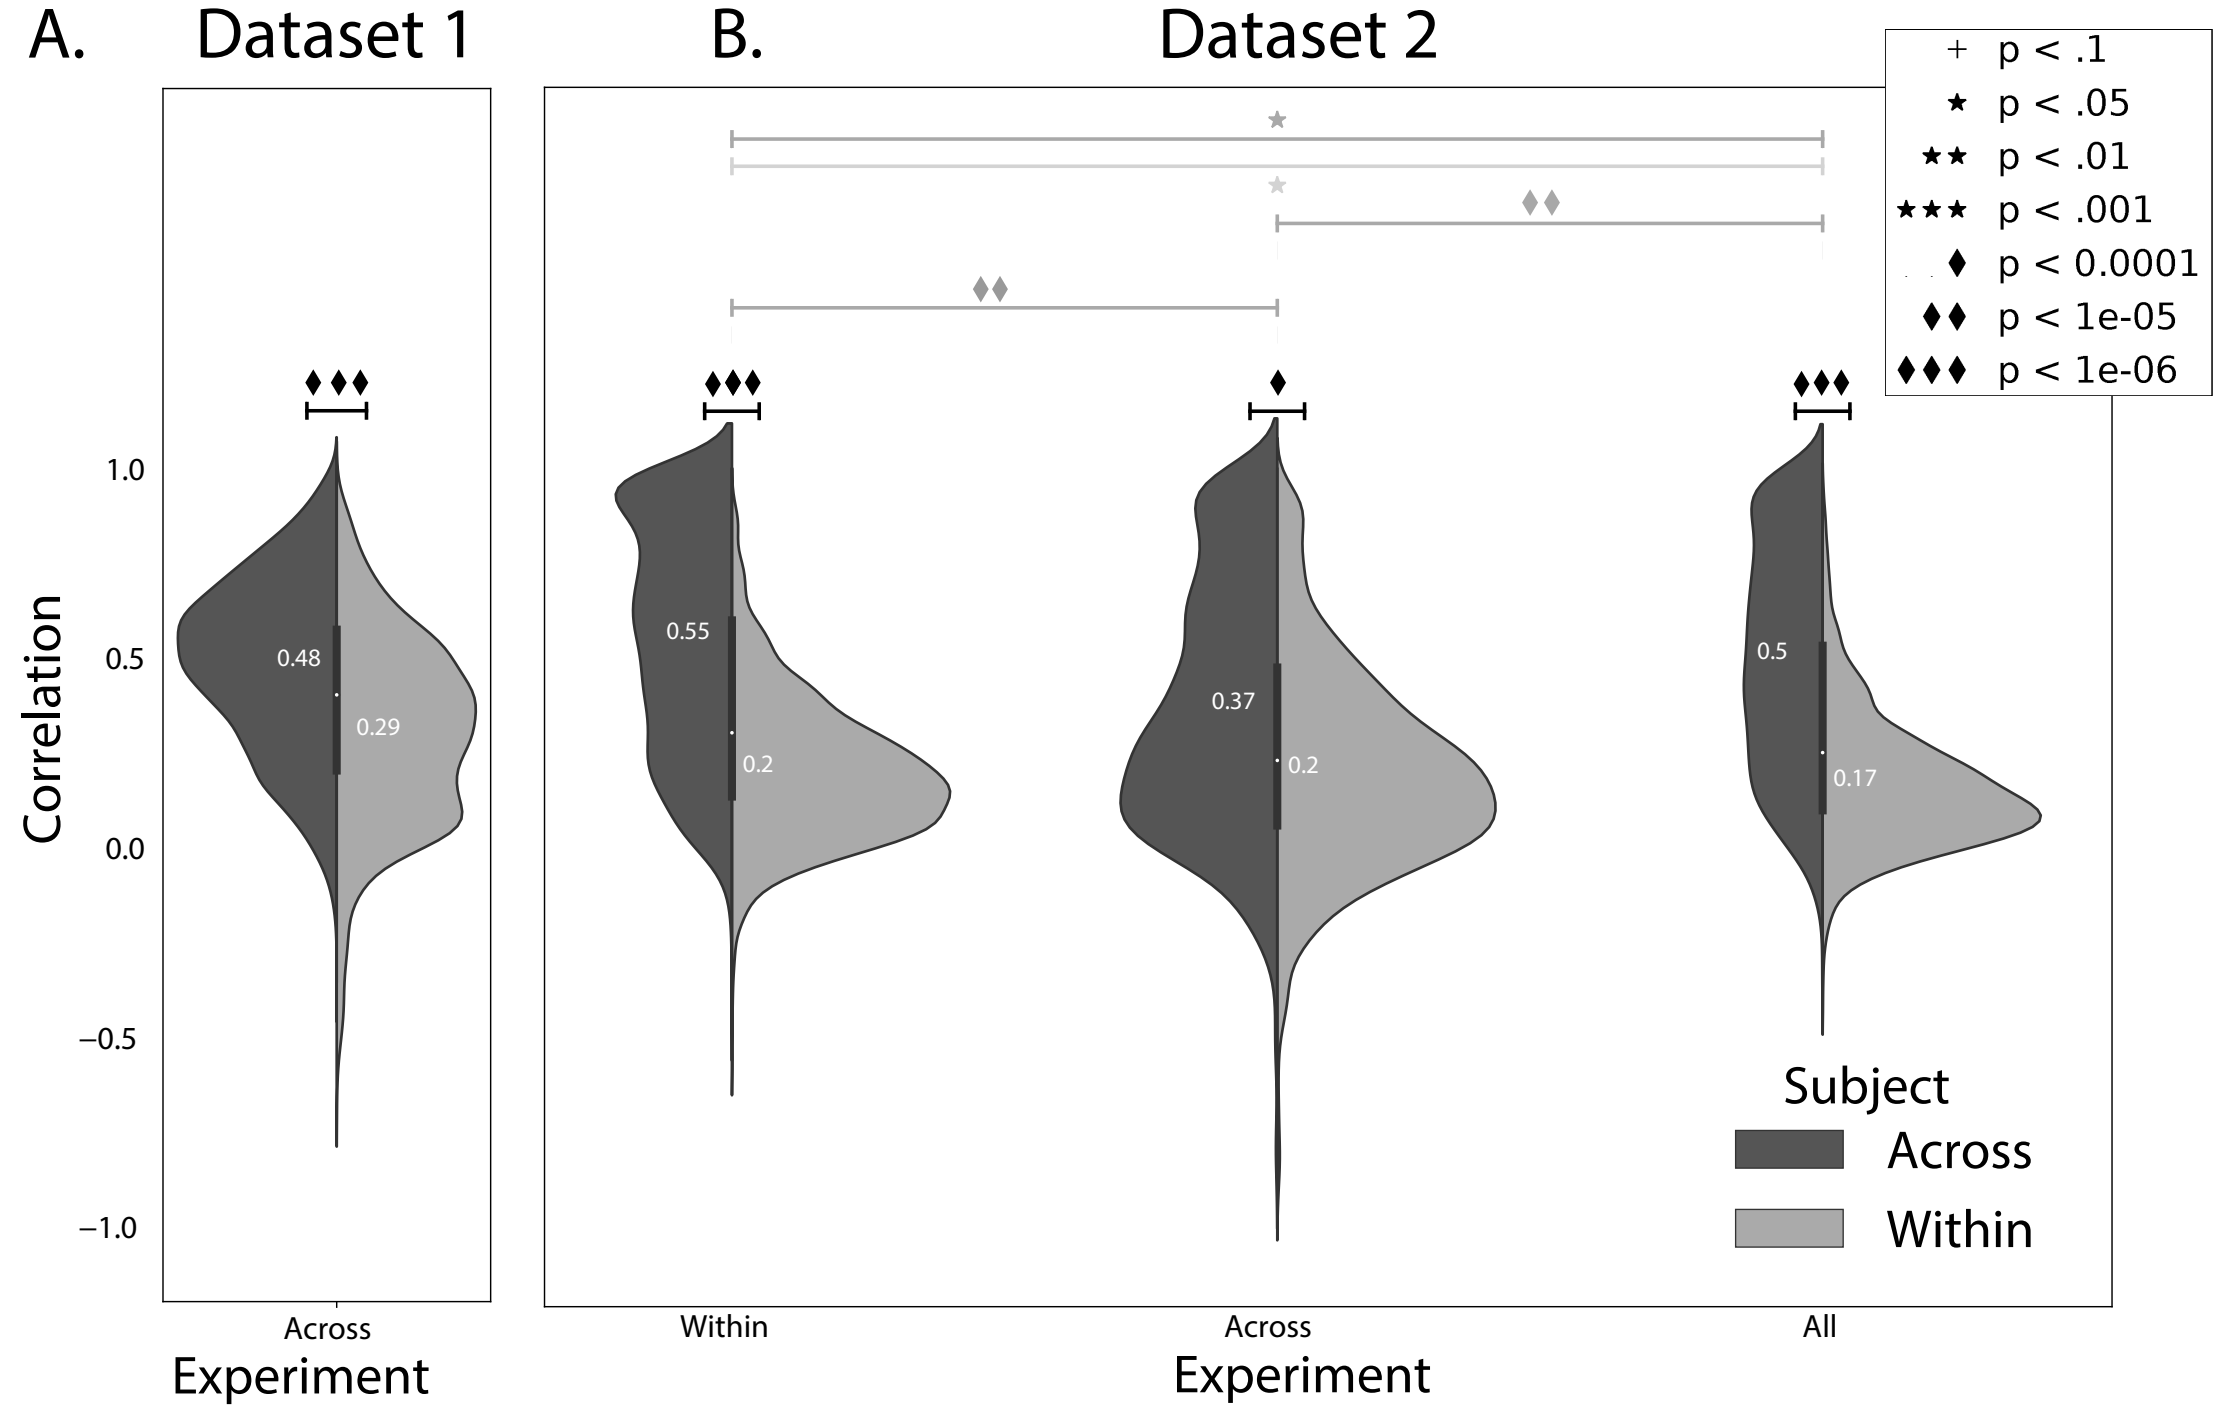 A. Dataset 1
B. Dataset 2
+ p < .1
★ p < .05
★★ p < .01
★★★ p < .001
♦ p < 0.0001
♦♦ p < 1e-05
♦♦♦ p < 1e-06
★
★
♦♦
♦♦
♦♦♦
♦♦♦
♦
♦♦♦
Correlation
1.0
0.5
0.0
−0.5
−1.0
0.48
0.29
0.55
0.2
0.37
0.2
0.5
0.17
Subject
Across
Within
Across
Experiment
Within
Across
All
Experiment